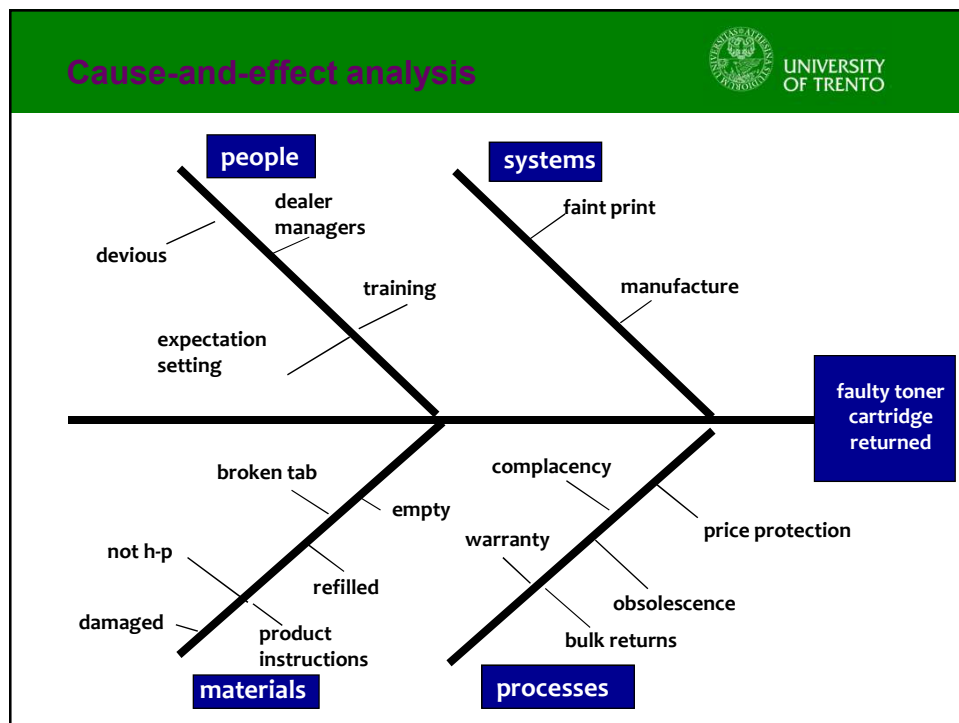 Cause-and-effect analysis
UNIVERSITY
OF TRENTO
people
systems
dealer
managers
faint print
devious
training
manufacture
expectation
setting
faulty toner
cartridge
returned
broken tab
complacency
empty
price protection
not h-p
warranty
refilled
obsolescence
damaged
product
instructions
bulk returns
materials
processes